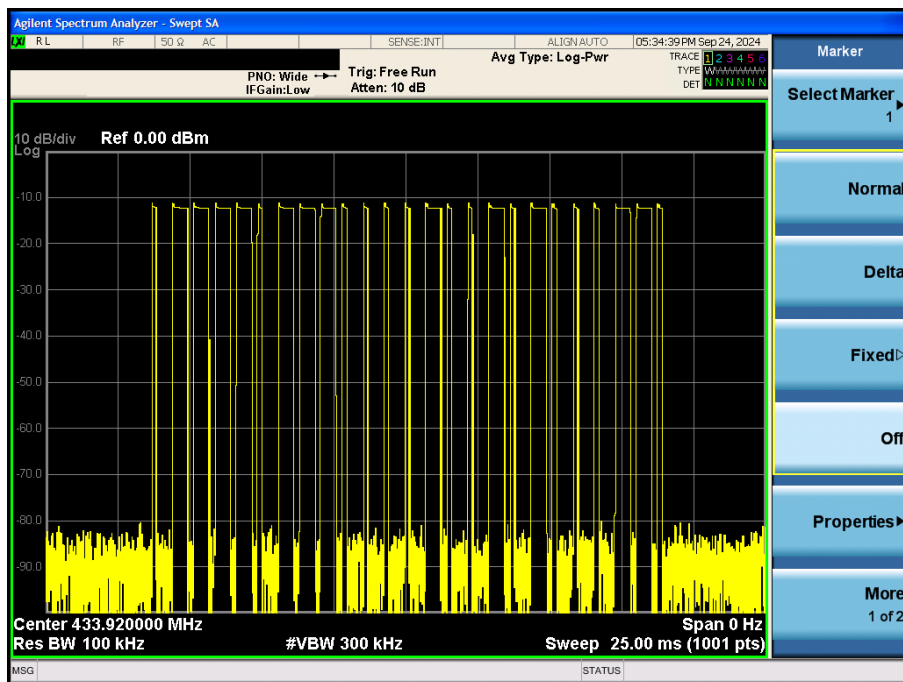 Agilent Spectrum Analyzer - Swept SA
LXI RL RF 50 Ω AC SENSE:INT ALIGN AUTO 05:34:39 PM Sep 24, 2024
Avg Type: Log-Pwr TRACE 1 2 3 4 5 6
PNO: Wide Trig: Free Run TYPE WWWWWW
IFGain:Low Atten: 10 dB DET N N N N N N
10 dB/div Ref 0.00 dBm
Log
-10.0
-20.0
-30.0
-40.0
-50.0
-60.0
-70.0
-80.0
-90.0
Center 433.920000 MHz Span 0 Hz
Res BW 100 kHz #VBW 300 kHz Sweep 25.00 ms (1001 pts)
MSG STATUS
Marker
Select Marker
1
Normal
Delta
Fixed
Off
Properties
More
1 of 2